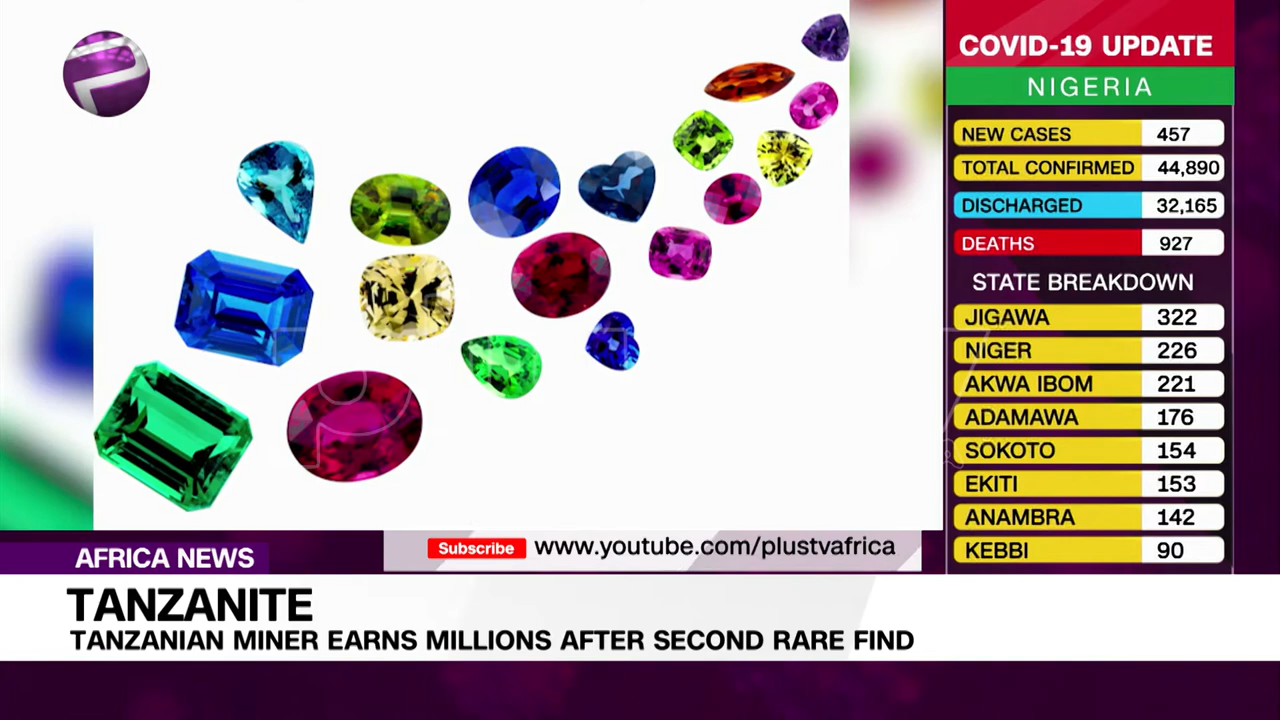 COVID-19 UPDATE
NIGERIA
NEW CASES 457
TOTAL CONFIRMED 44,890
DISCHARGED 32,165
DEATHS 927
STATE BREAKDOWN
JIGAWA 322
NIGER 226
AKWA IBOM 221
ADAMAWA 176
SOKOTO 154
EKITI 153
ANAMBRA 142
KEBBI 90
Subscribe www.youtube.com/plustvafrica
AFRICA NEWS
TANZANITE
TANZANIAN MINER EARNS MILLIONS AFTER SECOND RARE FIND